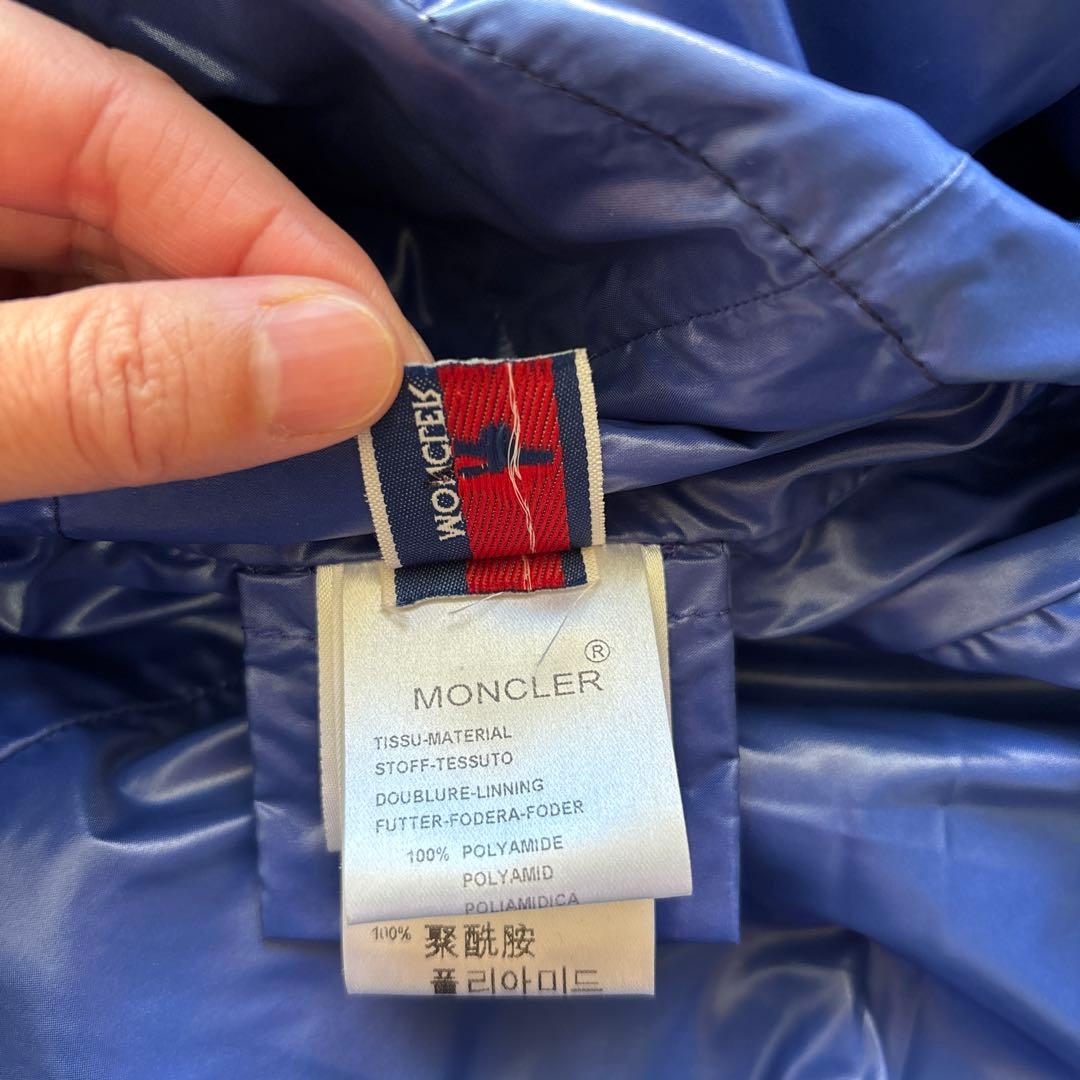 MONCLER
®
MONCLER
TISSU-MATERIAL
STOFF-TESSUTO
DOUBLURE-LINNING
FUTTER-FODERA-FODER
100% POLYAMIDE
POLYAMID
POLIAMIDICA
100% 聚酰胺
폴리아미드